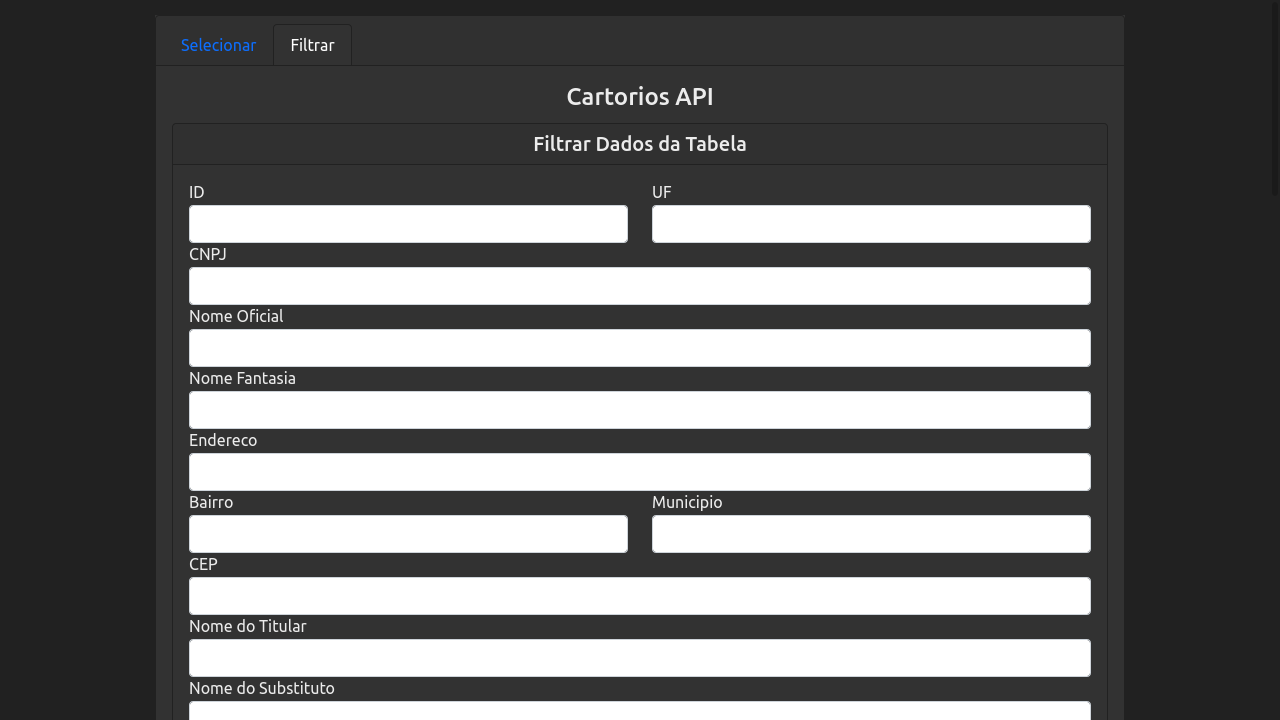 Selecionar Filtrar
Cartorios API
Filtrar Dados da Tabela
ID UF
CNPJ
Nome Oficial
Nome Fantasia
Endereco
Bairro Municipio
CEP
Nome do Titular
Nome do Substituto